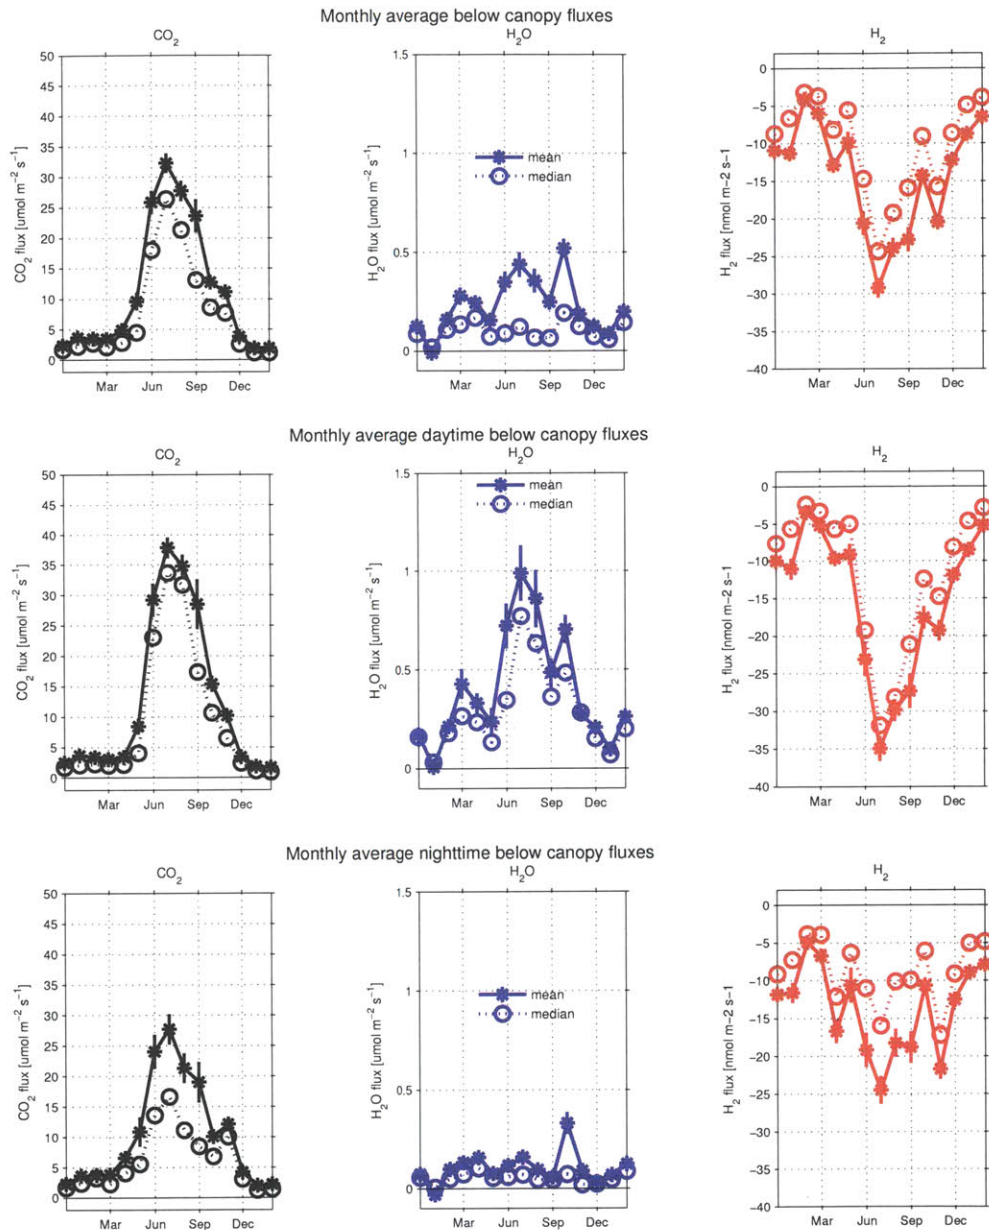 Monthly average below canopy fluxes
CO2
H2O
H2
50
45
40
35
30
25
20
15
10
5
0
CO2 flux [umol m−2 s−1]
Mar Jun Sep Dec
1.5
1
0.5
0
H2O flux [umol m−2 s−1]
mean
median
Mar Jun Sep Dec
0
−5
−10
−15
−20
−25
−30
−35
−40
H2 flux [nmol m−2 s−1
Mar Jun Sep Dec
Monthly average daytime below canopy fluxes
CO2
H2O
H2
50
45
40
35
30
25
20
15
10
5
0
CO2 flux [umol m−2 s−1]
Mar Jun Sep Dec
1.5
1
0.5
0
H2O flux [umol m−2 s−1]
mean
median
Mar Jun Sep Dec
0
−5
−10
−15
−20
−25
−30
−35
−40
H2 flux [nmol m−2 s−1
Mar Jun Sep Dec
Monthly average nighttime below canopy fluxes
CO2
H2O
H2
50
45
40
35
30
25
20
15
10
5
0
CO2 flux [umol m−2 s−1]
Mar Jun Sep Dec
1.5
1
0.5
0
H2O flux [umol m−2 s−1]
mean
median
Mar Jun Sep Dec
0
−5
−10
−15
−20
−25
−30
−35
−40
H2 flux [nmol m−2 s−1
Mar Jun Sep Dec